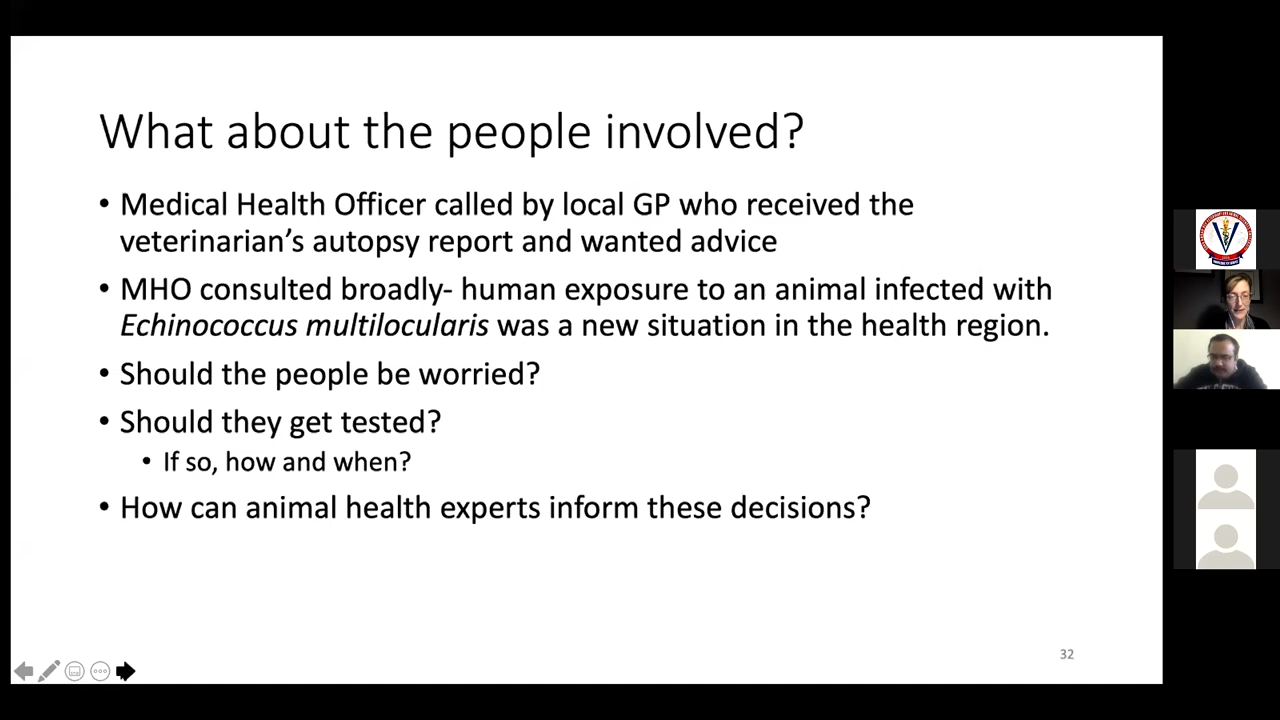 What about the people involved?
• Medical Health Officer called by local GP who received the
veterinarian's autopsy report and wanted advice
• MHO consulted broadly- human exposure to an animal infected with
Echinococcus multilocularis was a new situation in the health region.
• Should the people be worried?
• Should they get tested?
• If so, how and when?
• How can animal health experts inform these decisions?
32